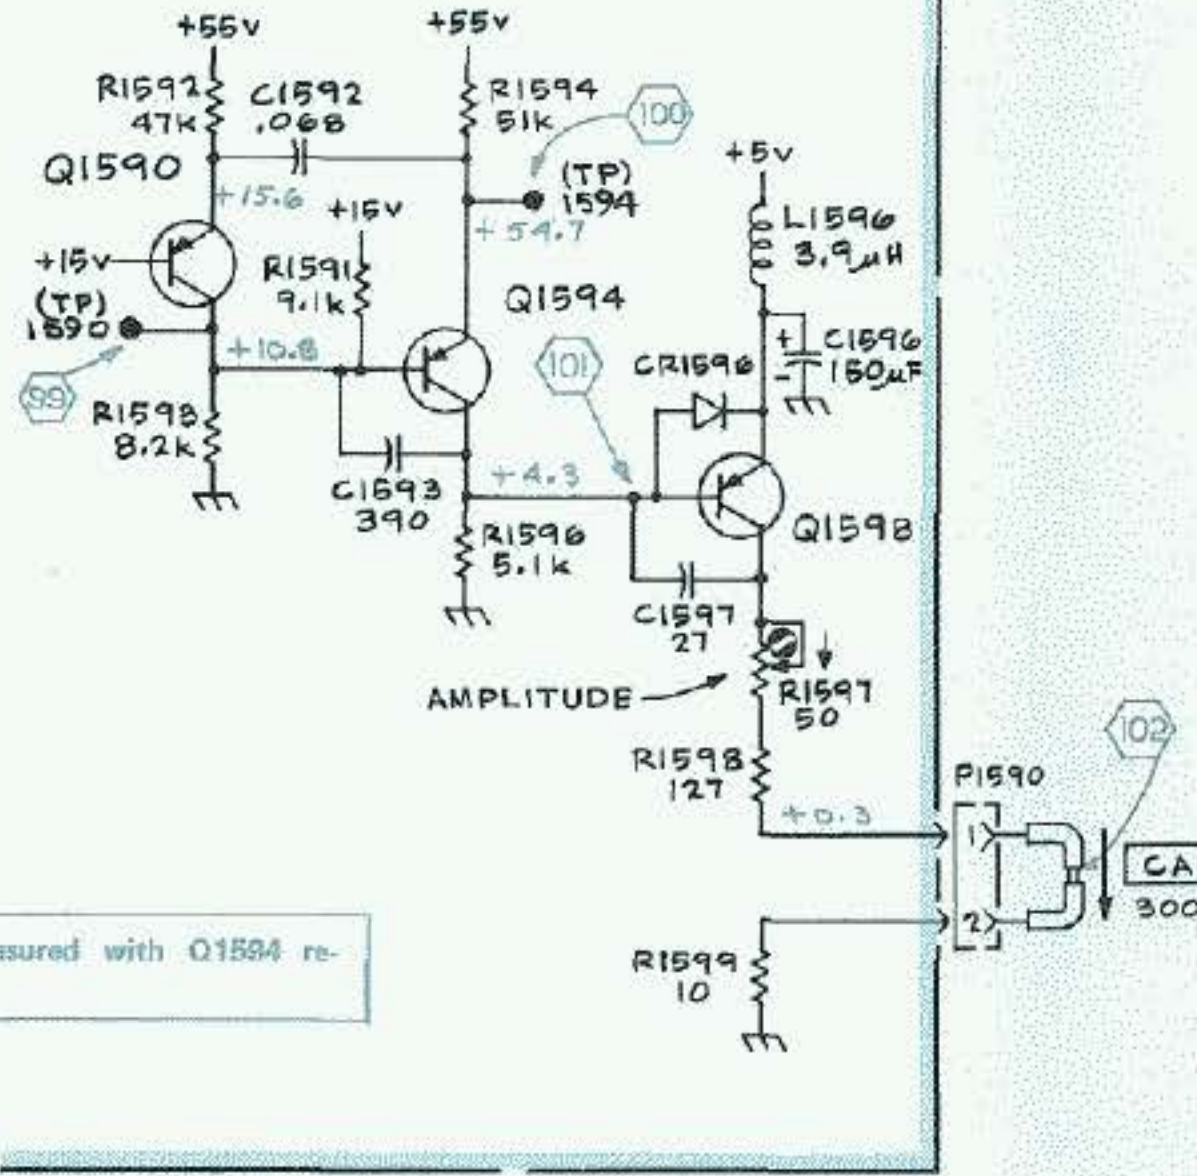 +55v
+55v
R1592
47k
C1592
.068
R1594
51k
100
Q1590
+15.6
+15v
(TP)
1594
+54.7
+5v
L1596
3.9µH
+15v
(TP)
1590
R1591
9.1k
Q1594
99
+10.8
101
CR1596
+
C1596
150µF
-
R1593
8.2k
C1593
390
+4.3
Q1598
R1596
5.1k
C1597
27
AMPLITUDE
R1597
50
102
R1598
127
+0.3
P1590
1
CA
300
2
R1599
10
asured with Q1594 re-